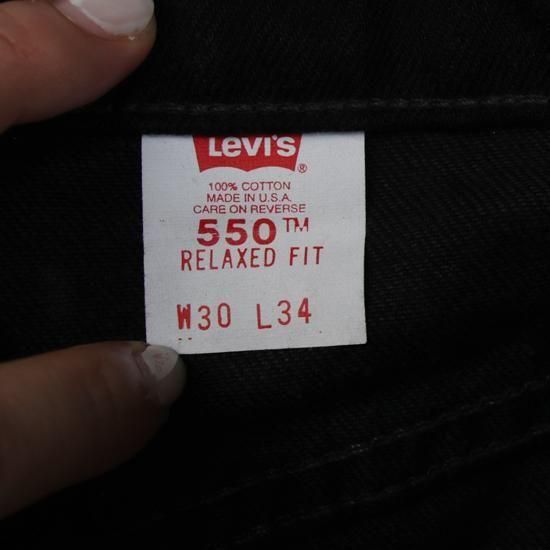 Levi's ®
100% COTTON
MADE IN U.S.A.
CARE ON REVERSE
550™
RELAXED FIT
W30 L34